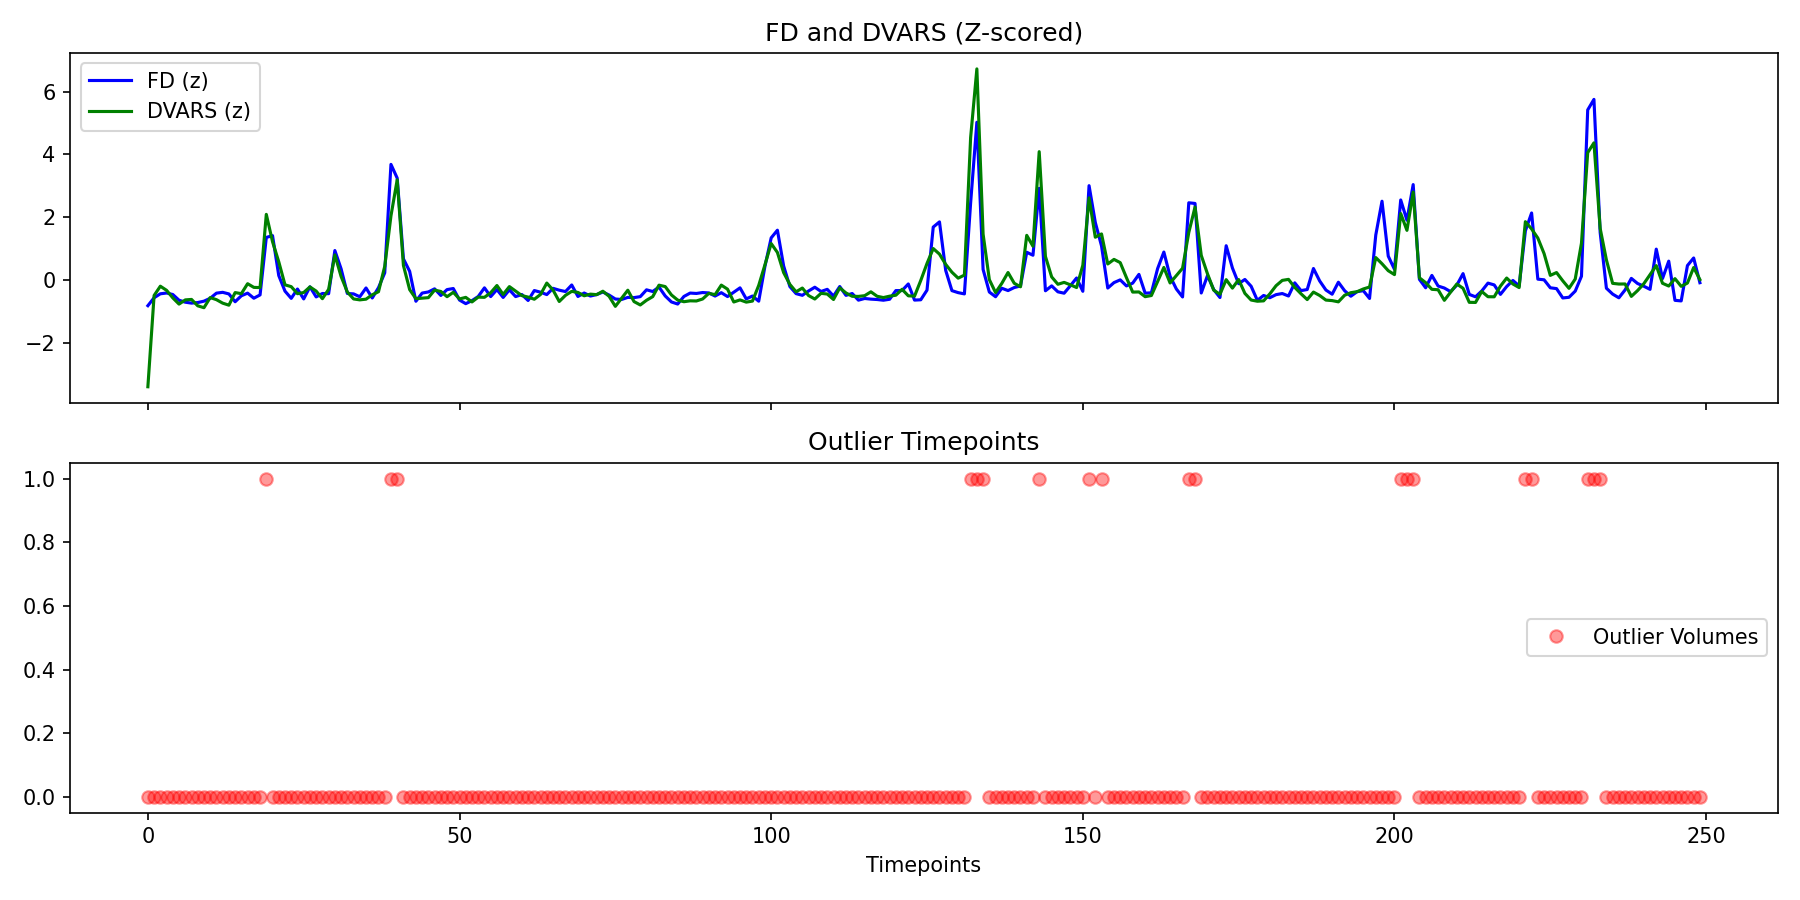 FD and DVARS (Z-scored)
FD (z)
DVARS (z)
6
4
2
0
−2
Outlier Timepoints
1.0
0.8
0.6
0.4
0.2
0.0
Outlier Volumes
0 50 100 150 200 250
Timepoints